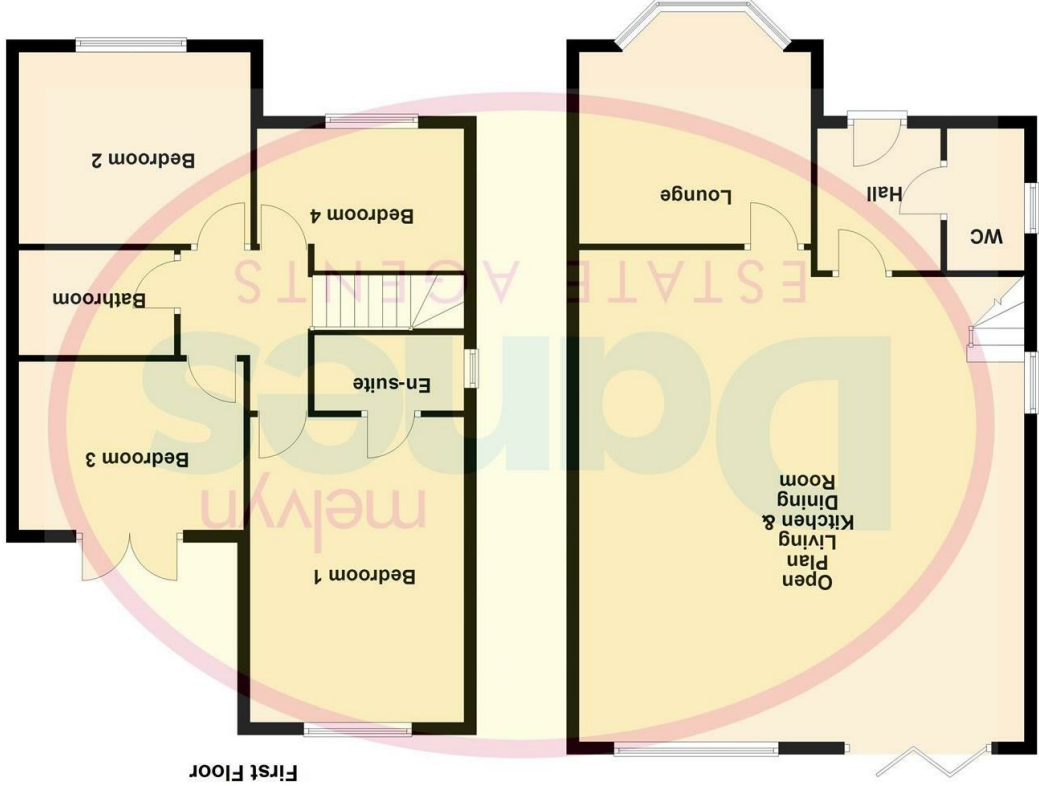 First Floor
Open
Plan
Living
Kitchen &
Dining
Room
WC
Hall
Lounge
Bedroom 1
Bedroom 3
En-suite
Bathroom
Bedroom 4
Bedroom 2
melvyn
Danes
ESTATE AGENTS